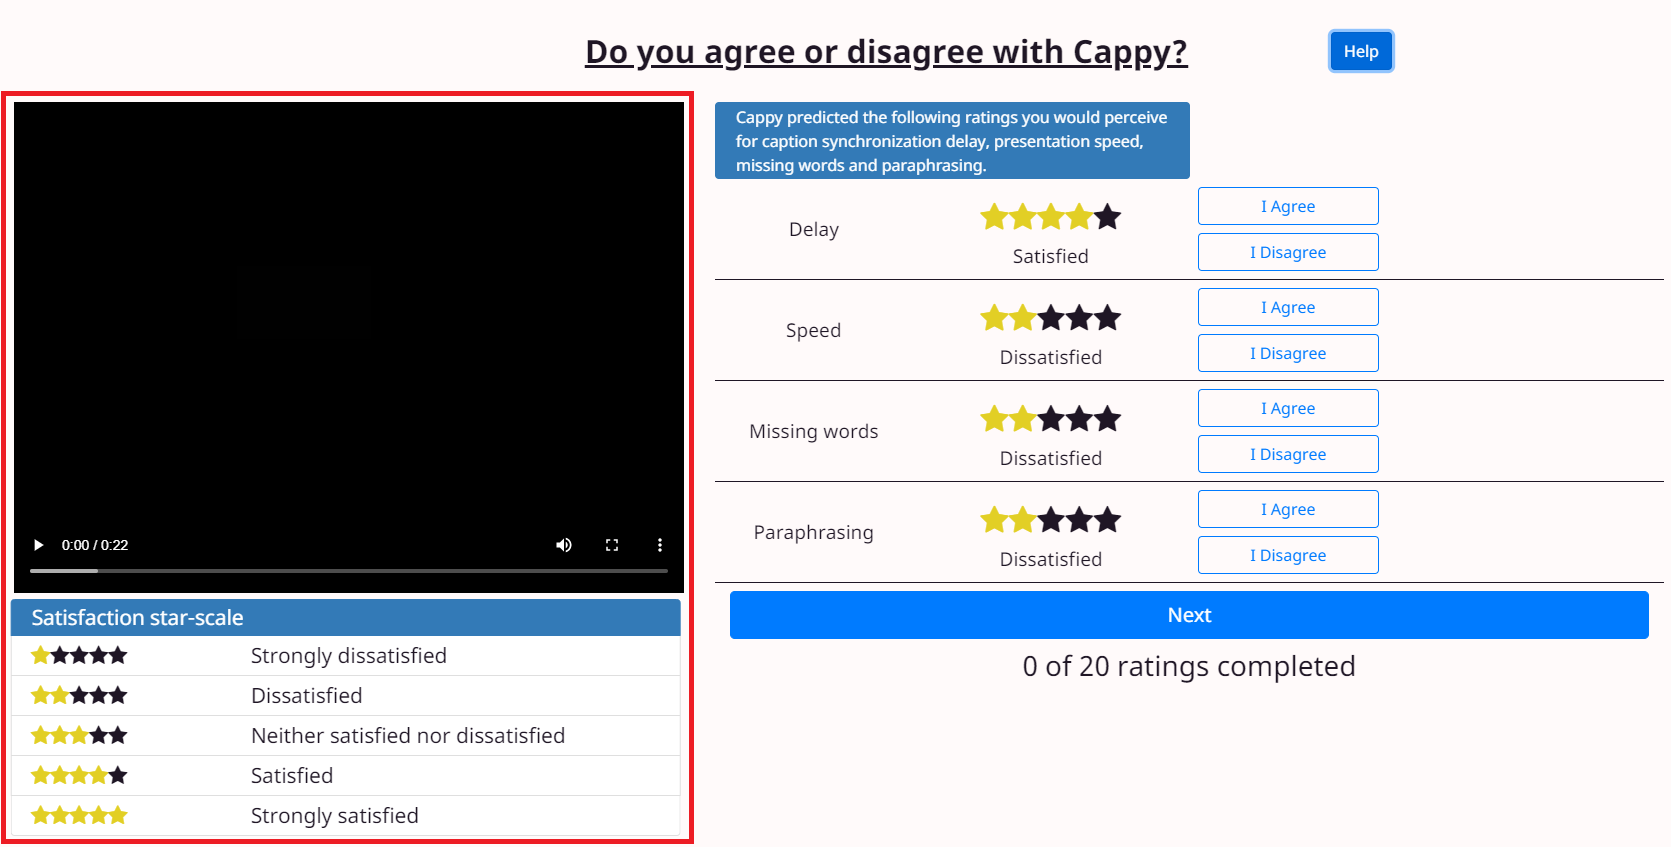 Do you agree or disagree with Cappy?
Help
0:00 / 0:22
Satisfaction star-scale
Strongly dissatisfied
Dissatisfied
Neither satisfied nor dissatisfied
Satisfied
Strongly satisfied
Cappy predicted the following ratings you would perceive
for caption synchronization delay, presentation speed,
missing words and paraphrasing.
Delay
Satisfied
I Agree
I Disagree
Speed
Dissatisfied
I Agree
I Disagree
Missing words
Dissatisfied
I Agree
I Disagree
Paraphrasing
Dissatisfied
I Agree
I Disagree
Next
0 of 20 ratings completed